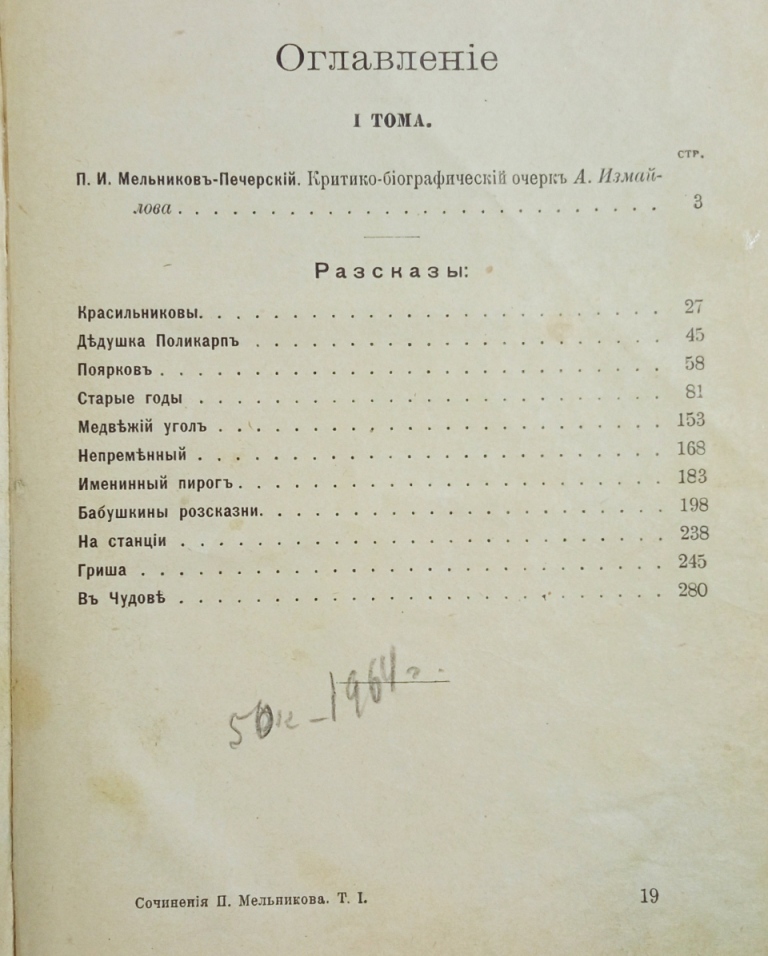 Оглавленіе
I ТОМА.
СТР.
П. И. Мельниковъ-Печерскій. Критико-біографическій очеркъ А. Измай-
лова . . . . . . . . . . . . . . . . . . . . . . . . . . . 3
Разсказы:
Красильниковы. . . . . . . . . . . . . . . . . . . . . . . . . 27
Дѣдушка Поликарпъ . . . . . . . . . . . . . . . . . . . . . . 45
Поярковъ . . . . . . . . . . . . . . . . . . . . . . . . . . . 58
Старые годы . . . . . . . . . . . . . . . . . . . . . . . . . 81
Медвѣжій уголъ . . . . . . . . . . . . . . . . . . . . . . . . 153
Непремѣнный . . . . . . . . . . . . . . . . . . . . . . . . . 168
Именинный пирогъ . . . . . . . . . . . . . . . . . . . . . . . 183
Бабушкины розсказни. . . . . . . . . . . . . . . . . . . . . . 198
На станціи . . . . . . . . . . . . . . . . . . . . . . . . . . 238
Гриша . . . . . . . . . . . . . . . . . . . . . . . . . . . . 245
Въ Чудовѣ . . . . . . . . . . . . . . . . . . . . . . . . . . 280
50к – 1964г.
Сочиненія П. Мельникова. Т. I. 19